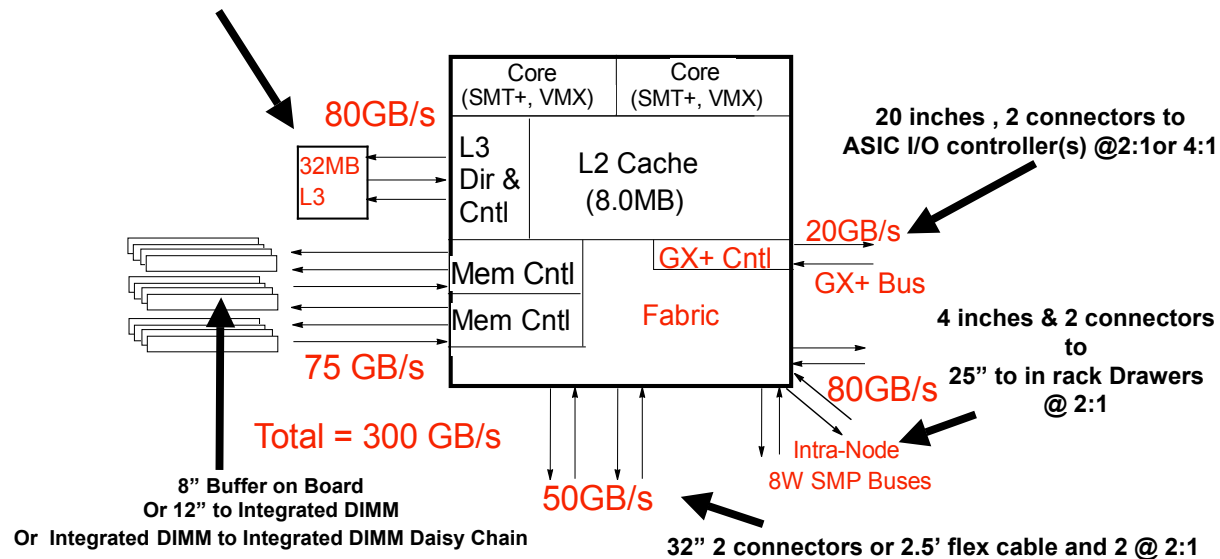 Core
(SMT+, VMX)
Core
(SMT+, VMX)
80GB/s
32MB
L3
L3
Dir &
Cntl
L2 Cache
(8.0MB)
20 inches , 2 connectors to
ASIC I/O controller(s) @2:1or 4:1
20GB/s
GX+ Cntl
GX+ Bus
Mem Cntl
Mem Cntl
Fabric
4 inches & 2 connectors
to
25” to in rack Drawers
@ 2:1
75 GB/s
80GB/s
Total = 300 GB/s
Intra-Node
8W SMP Buses
8” Buffer on Board
Or 12” to Integrated DIMM
Or Integrated DIMM to Integrated DIMM Daisy Chain
50GB/s
32” 2 connectors or 2.5’ flex cable and 2 @ 2:1